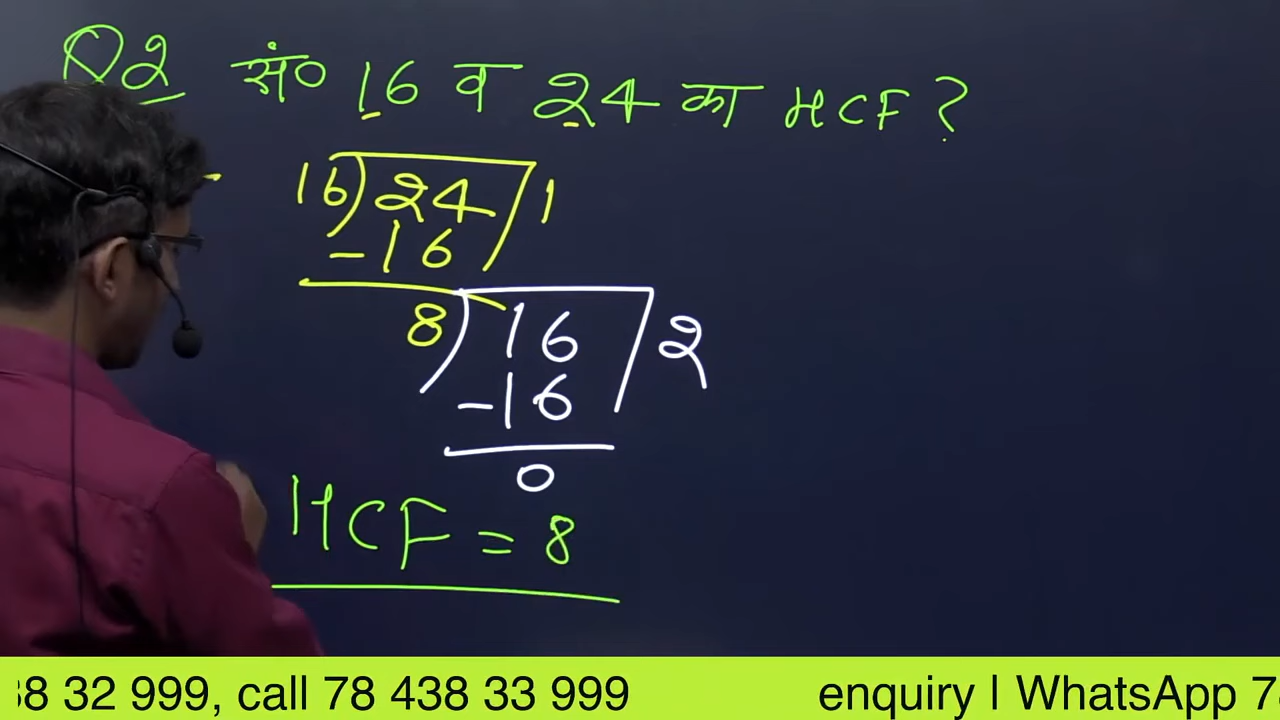 Q2 सं० 16 व 24 का HCF ?
16) 24 / 1
-16
8) 16 / 2
-16
0
HCF = 8
38 32 999, call 78 438 33 999 enquiry | WhatsApp 7